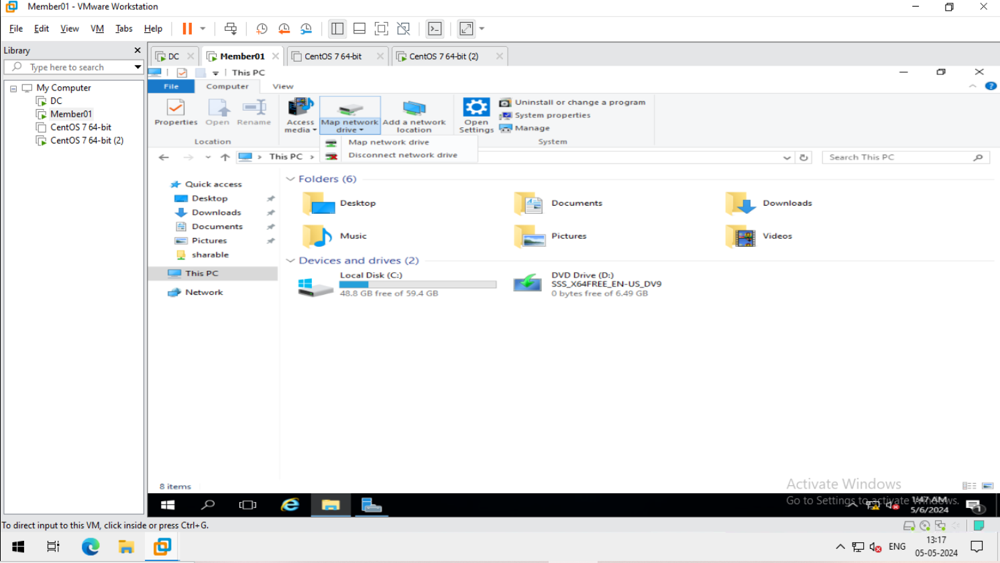 Member01 - VMware Workstation
File Edit View VM Tabs Help
Library
Type here to search
My Computer
DC
Member01
CentOS 7 64-bit
CentOS 7 64-bit (2)
DC Member01 CentOS 7 64-bit CentOS 7 64-bit (2)
This PC
File Computer View
Properties Open Rename
Location
Access media
Map network drive
Add a network location
Open Settings
Uninstall or change a program
System properties
Manage
System
Map network drive
Disconnect network drive
This PC
Search This PC
Quick access
Desktop
Downloads
Documents
Pictures
sharable
This PC
Network
Folders (6)
Desktop Documents Downloads
Music Pictures Videos
Devices and drives (2)
Local Disk (C:)
48.8 GB free of 59.4 GB
DVD Drive (D:)
SSS_X64FREE_EN-US_DV9
0 bytes free of 6.49 GB
8 items
Activate Windows
Go to Settings to activate Windows.
1:47 AM
5/6/2024
1
To direct input to this VM, click inside or press Ctrl+G.
ENG
13:17
05-05-2024